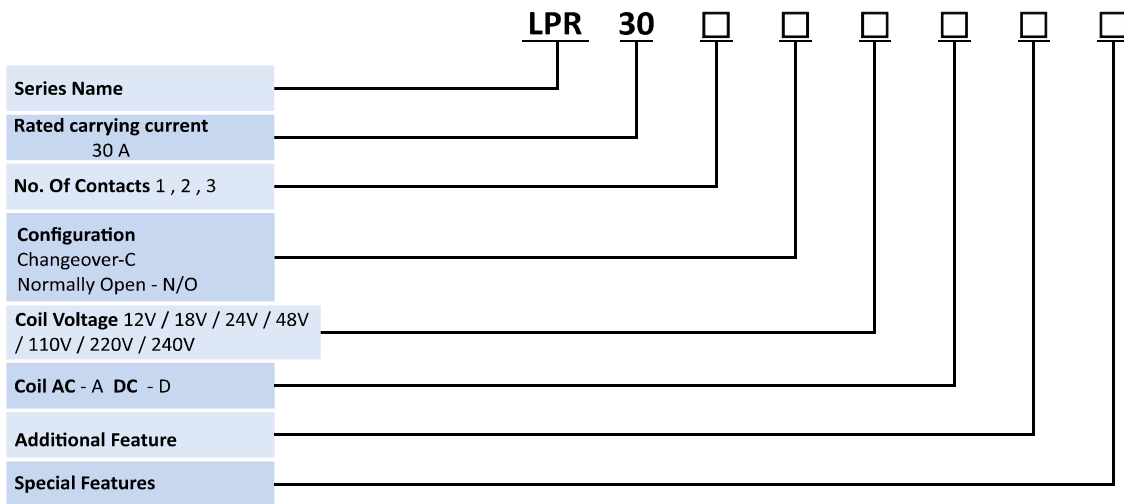 LPR 30 □ □ □ □ □ □
Series Name
Rated carrying current
30 A
No. Of Contacts 1 , 2 , 3
Configuration
Changeover-C
Normally Open - N/O
Coil Voltage 12V / 18V / 24V / 48V
/ 110V / 220V / 240V
Coil AC - A DC - D
Additional Feature
Special Features